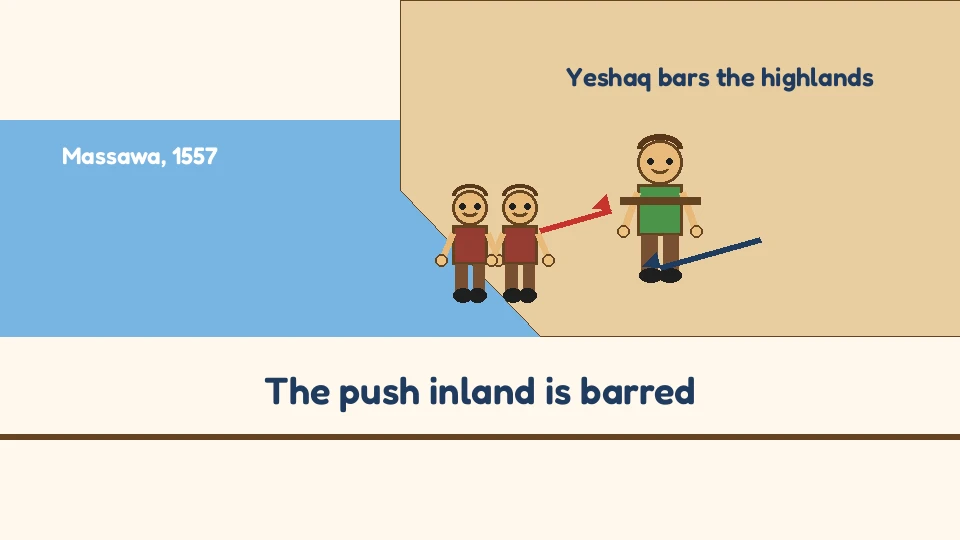 Yeshaq bars the highlands
Massawa, 1557
The push inland is barred